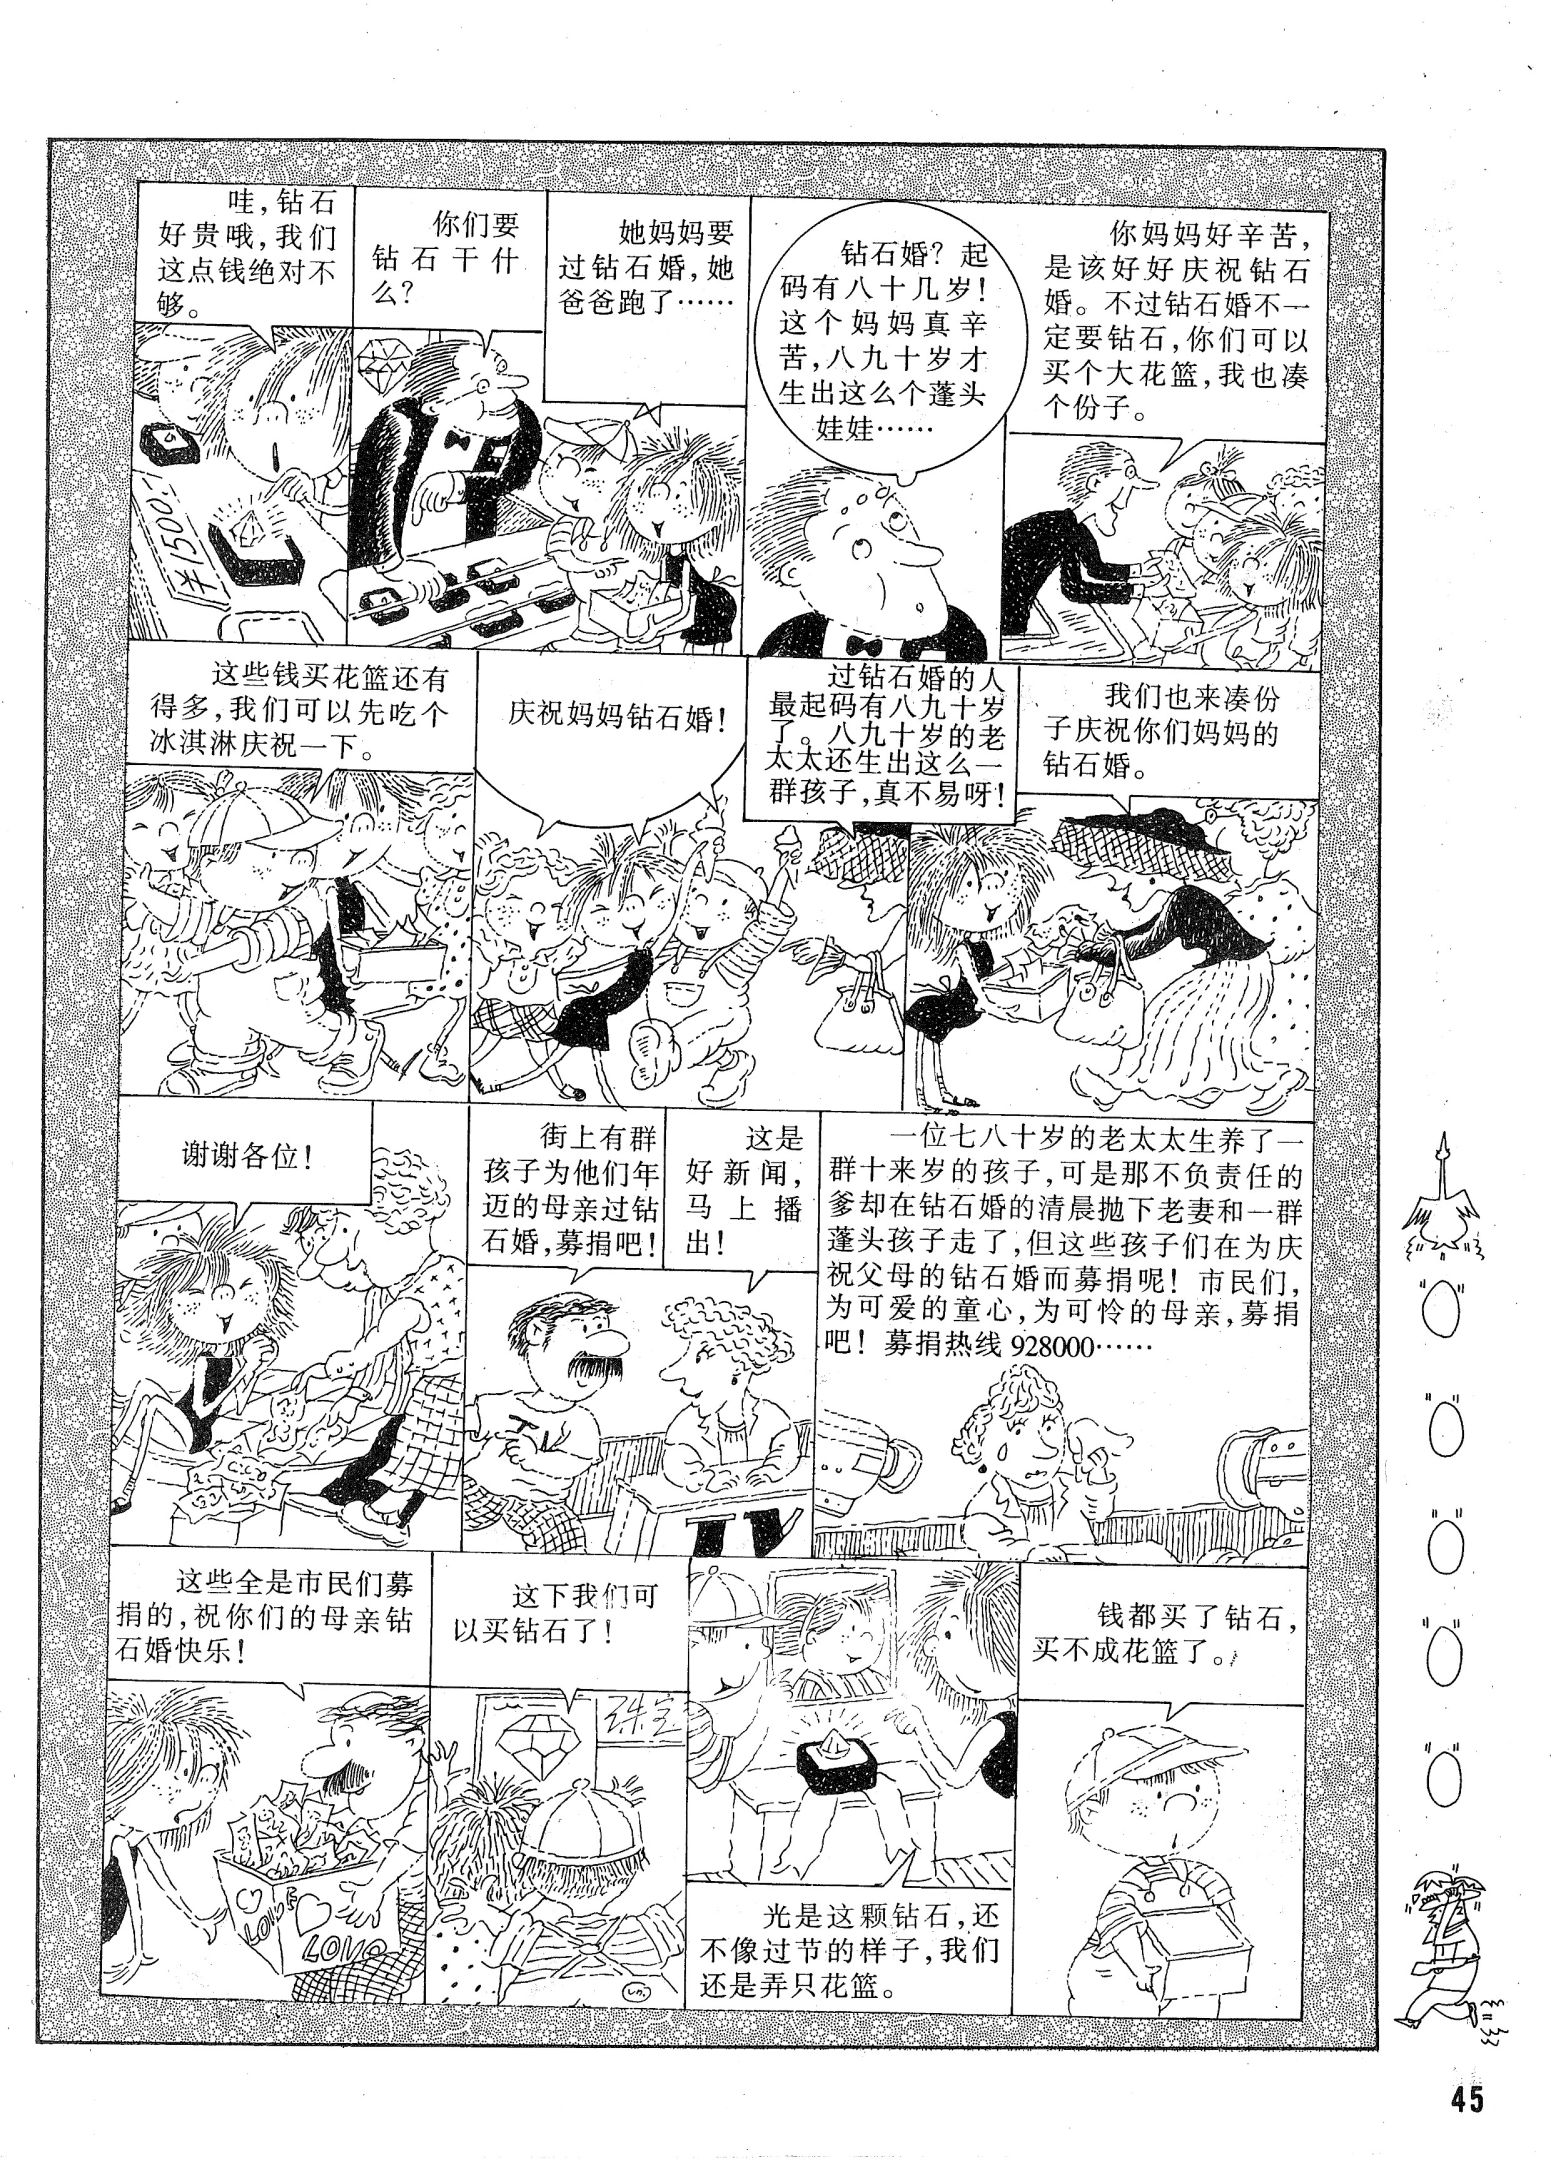 哇,钻石
好贵哦,我们
这点钱绝对不
够。
¥1500.
你们要
钻石干什
么?
她妈妈要
过钻石婚,她
爸爸跑了……
钻石婚?起
码有八十几岁!
这个妈妈真辛
苦,八九十岁才
生出这么个蓬头
娃娃……
你妈妈好辛苦,
是该好好庆祝钻石
婚。不过钻石婚不一
定要钻石,你们可以
买个大花篮,我也凑
个份子。
这些钱买花篮还有
得多,我们可以先吃个
冰淇淋庆祝一下。
庆祝妈妈钻石婚!
过钻石婚的人
最起码有八九十岁
了。八九十岁的老
太太还生出这么一
群孩子,真不易呀!
我们也来凑份
子庆祝你们妈妈的
钻石婚。
谢谢各位!
街上有群
孩子为他们年
迈的母亲过钻
石婚,募捐吧!
TV
这是
好新闻,
马上播
出!
一位七八十岁的老太太生养了一
群十来岁的孩子,可是那不负责任的
爹却在钻石婚的清晨抛下老妻和一群
蓬头孩子走了,但这些孩子们在为庆
祝父母的钻石婚而募捐呢!市民们,
为可爱的童心,为可怜的母亲,募捐
吧!募捐热线928000……
这些全是市民们募
捐的,祝你们的母亲钻
石婚快乐!
LOVE
LOVE
这下我们可
以买钻石了!
珠宝
光是这颗钻石,还
不像过节的样子,我们
还是弄只花篮。
钱都买了钻石,
买不成花篮了。
45